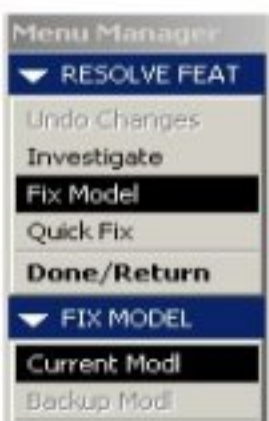 Menu Manager
RESOLVE FEAT
Undo Changes
Investigate
Fix Model
Quick Fix
Done/Return
FIX MODEL
Current Modl
Backup Modl